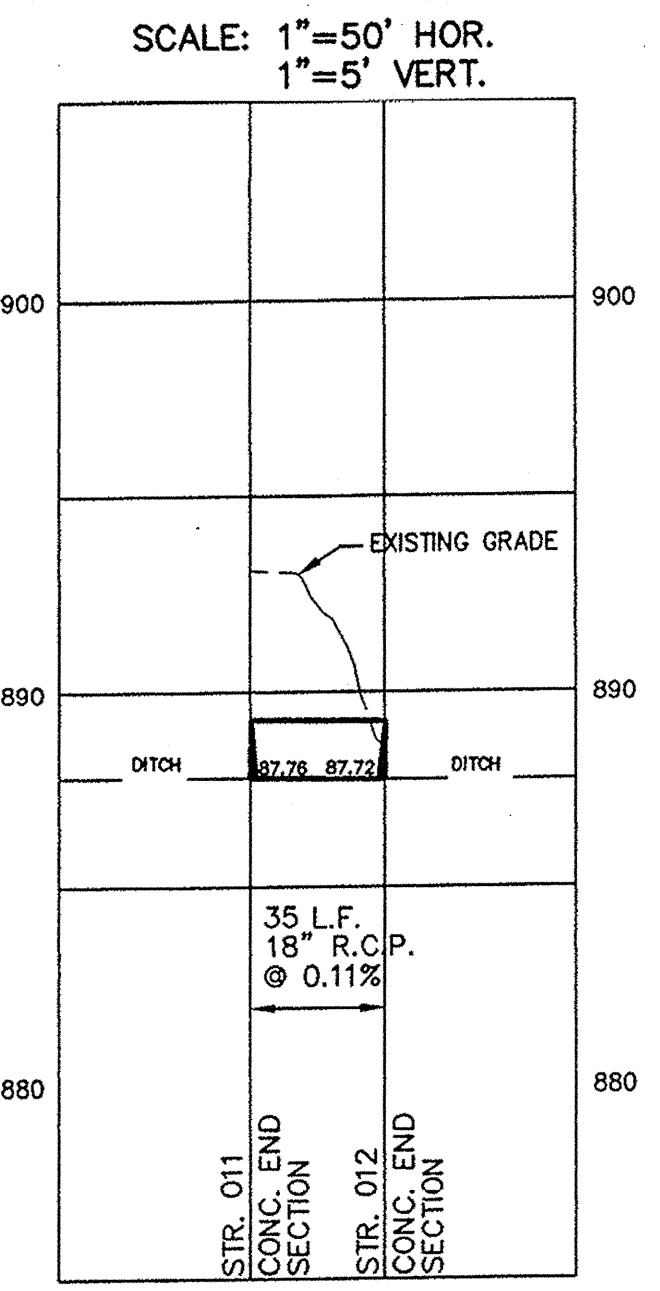 SCALE: 1"=50' HOR.
1"=5' VERT.
900
900
EXISTING GRADE
890
890
DITCH
87.76
87.72
DITCH
35 L.F.
18" R.C.P.
@ 0.11%
880
880
STR. 011
CONC. END
SECTION
STR. 012
CONC. END
SECTION